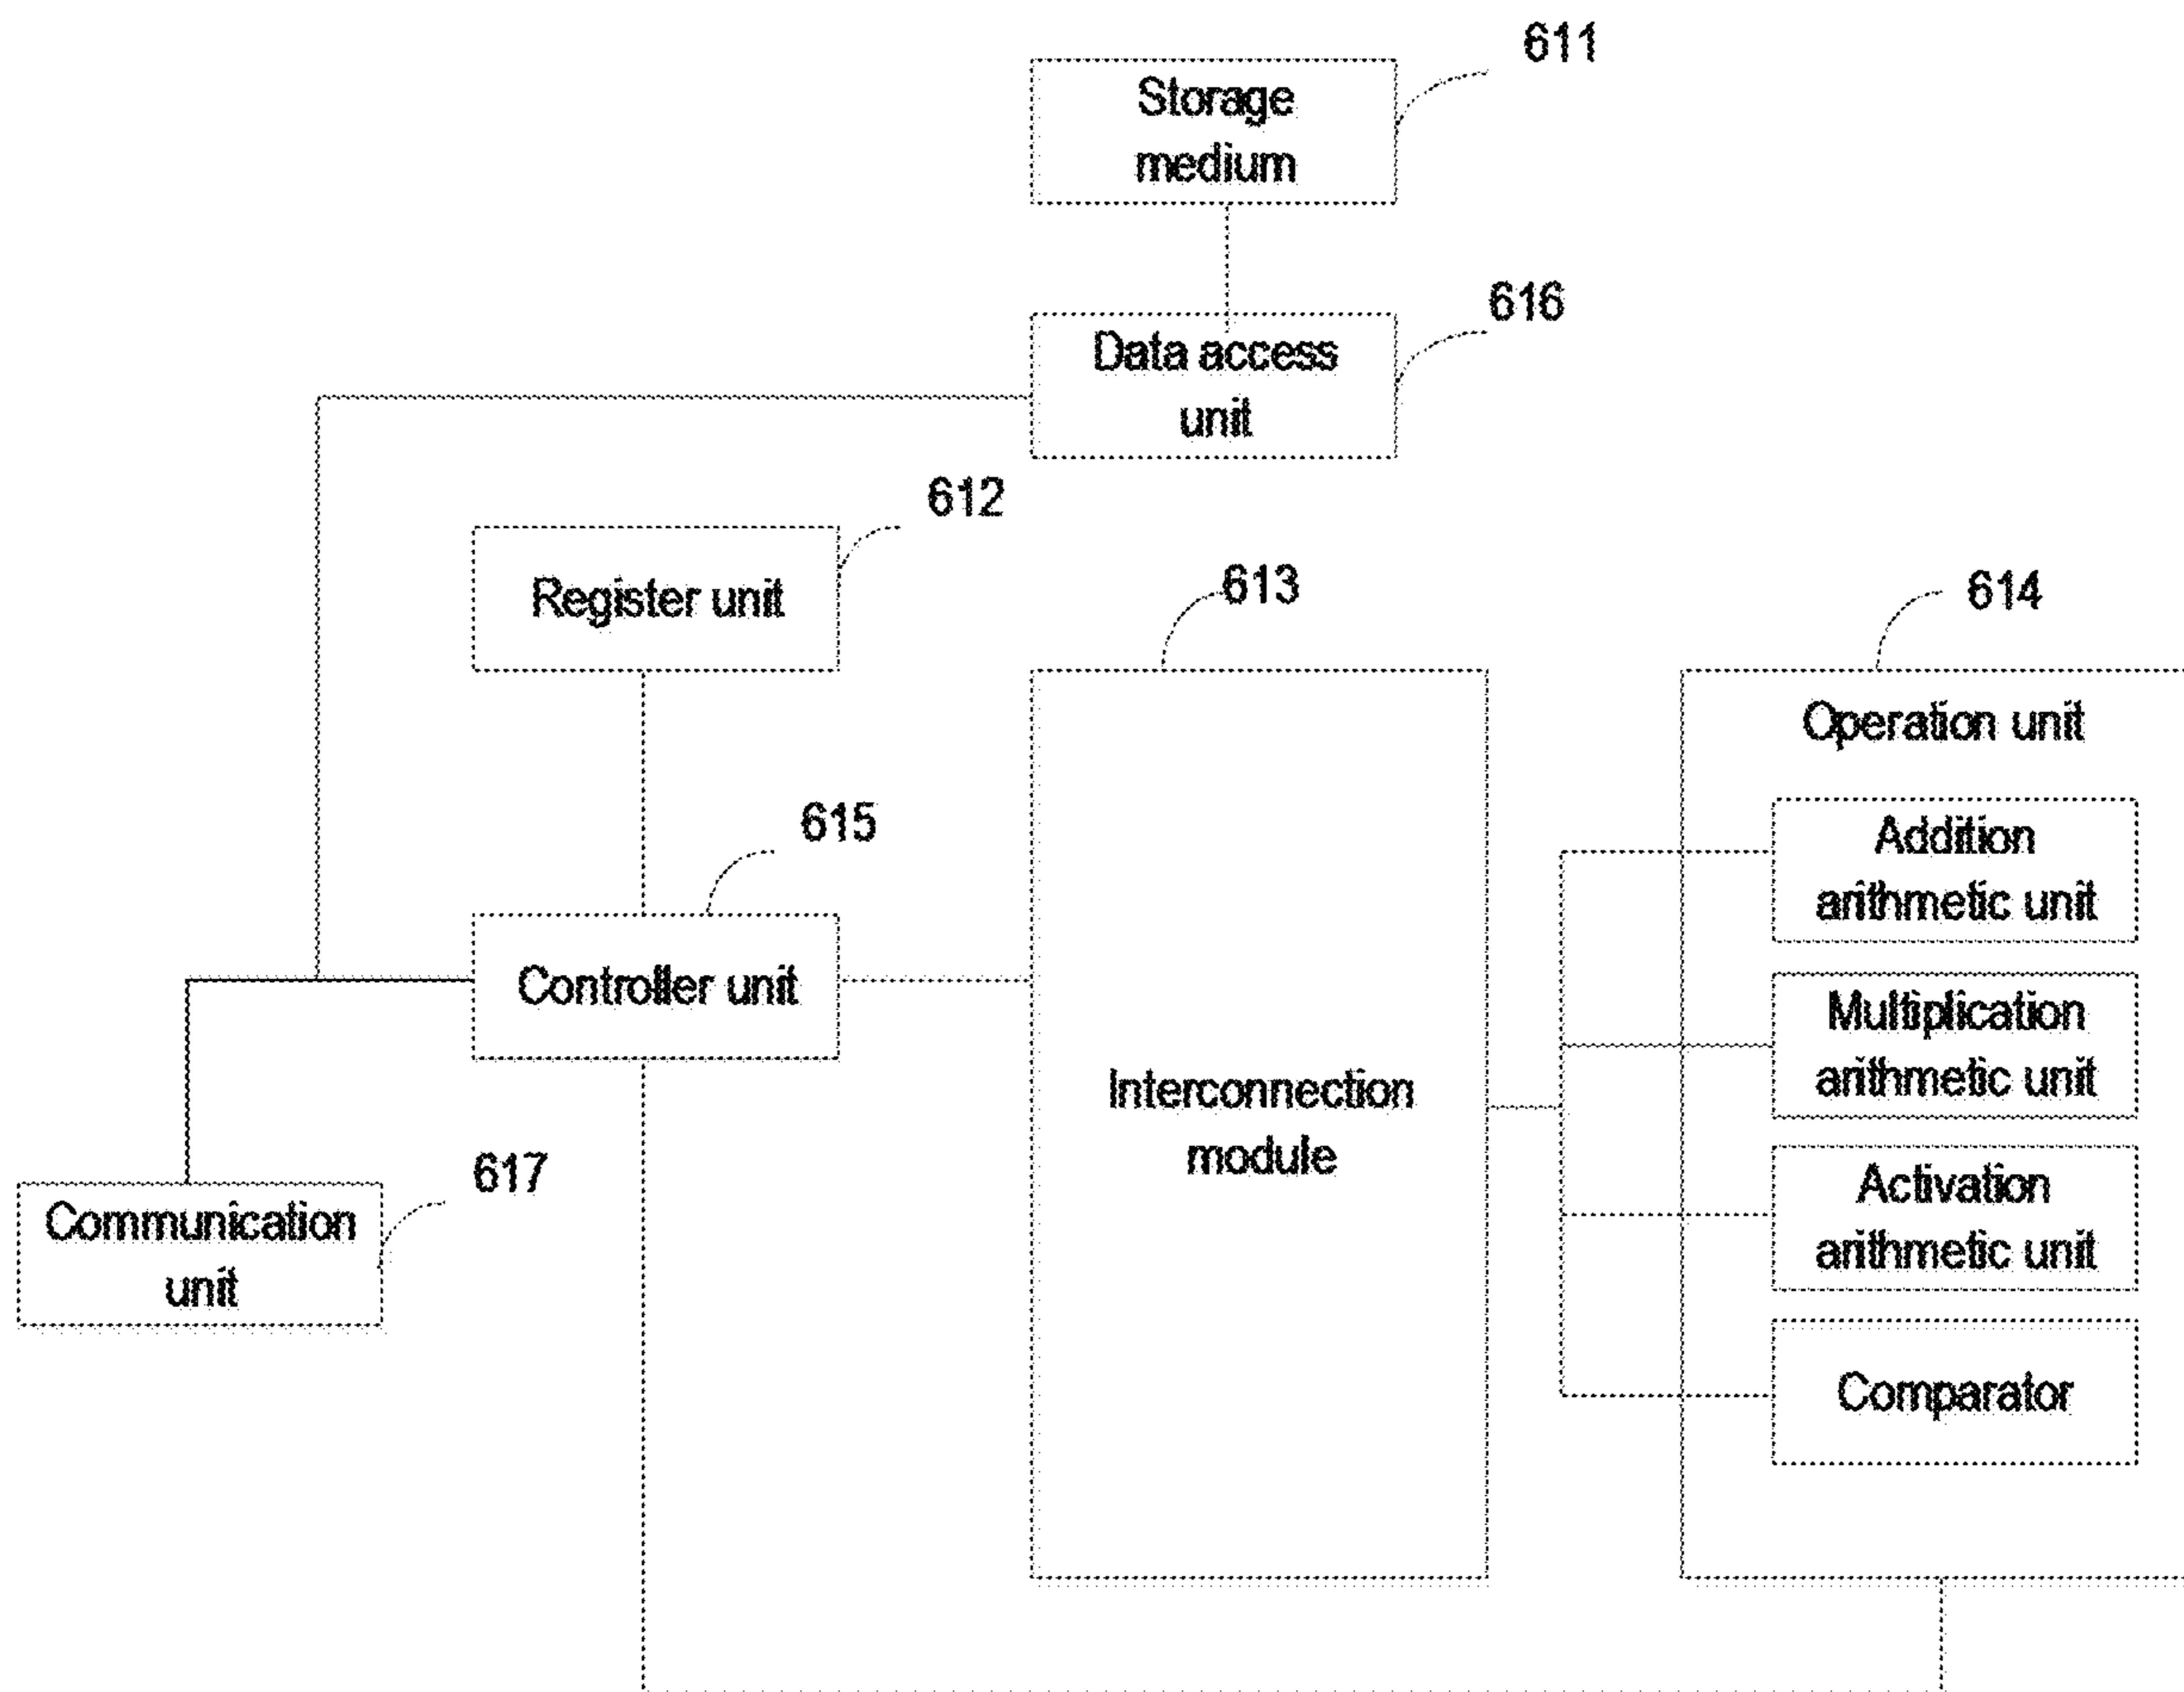 611
Storage
medium
616
Data access
unit
612
Register unit
613
614
Operation unit
615
Addition
arithmetic unit
Controller unit
Multiplication
arithmetic unit
Interconnection
module
617
Communication
unit
Activation
arithmetic unit
Comparator